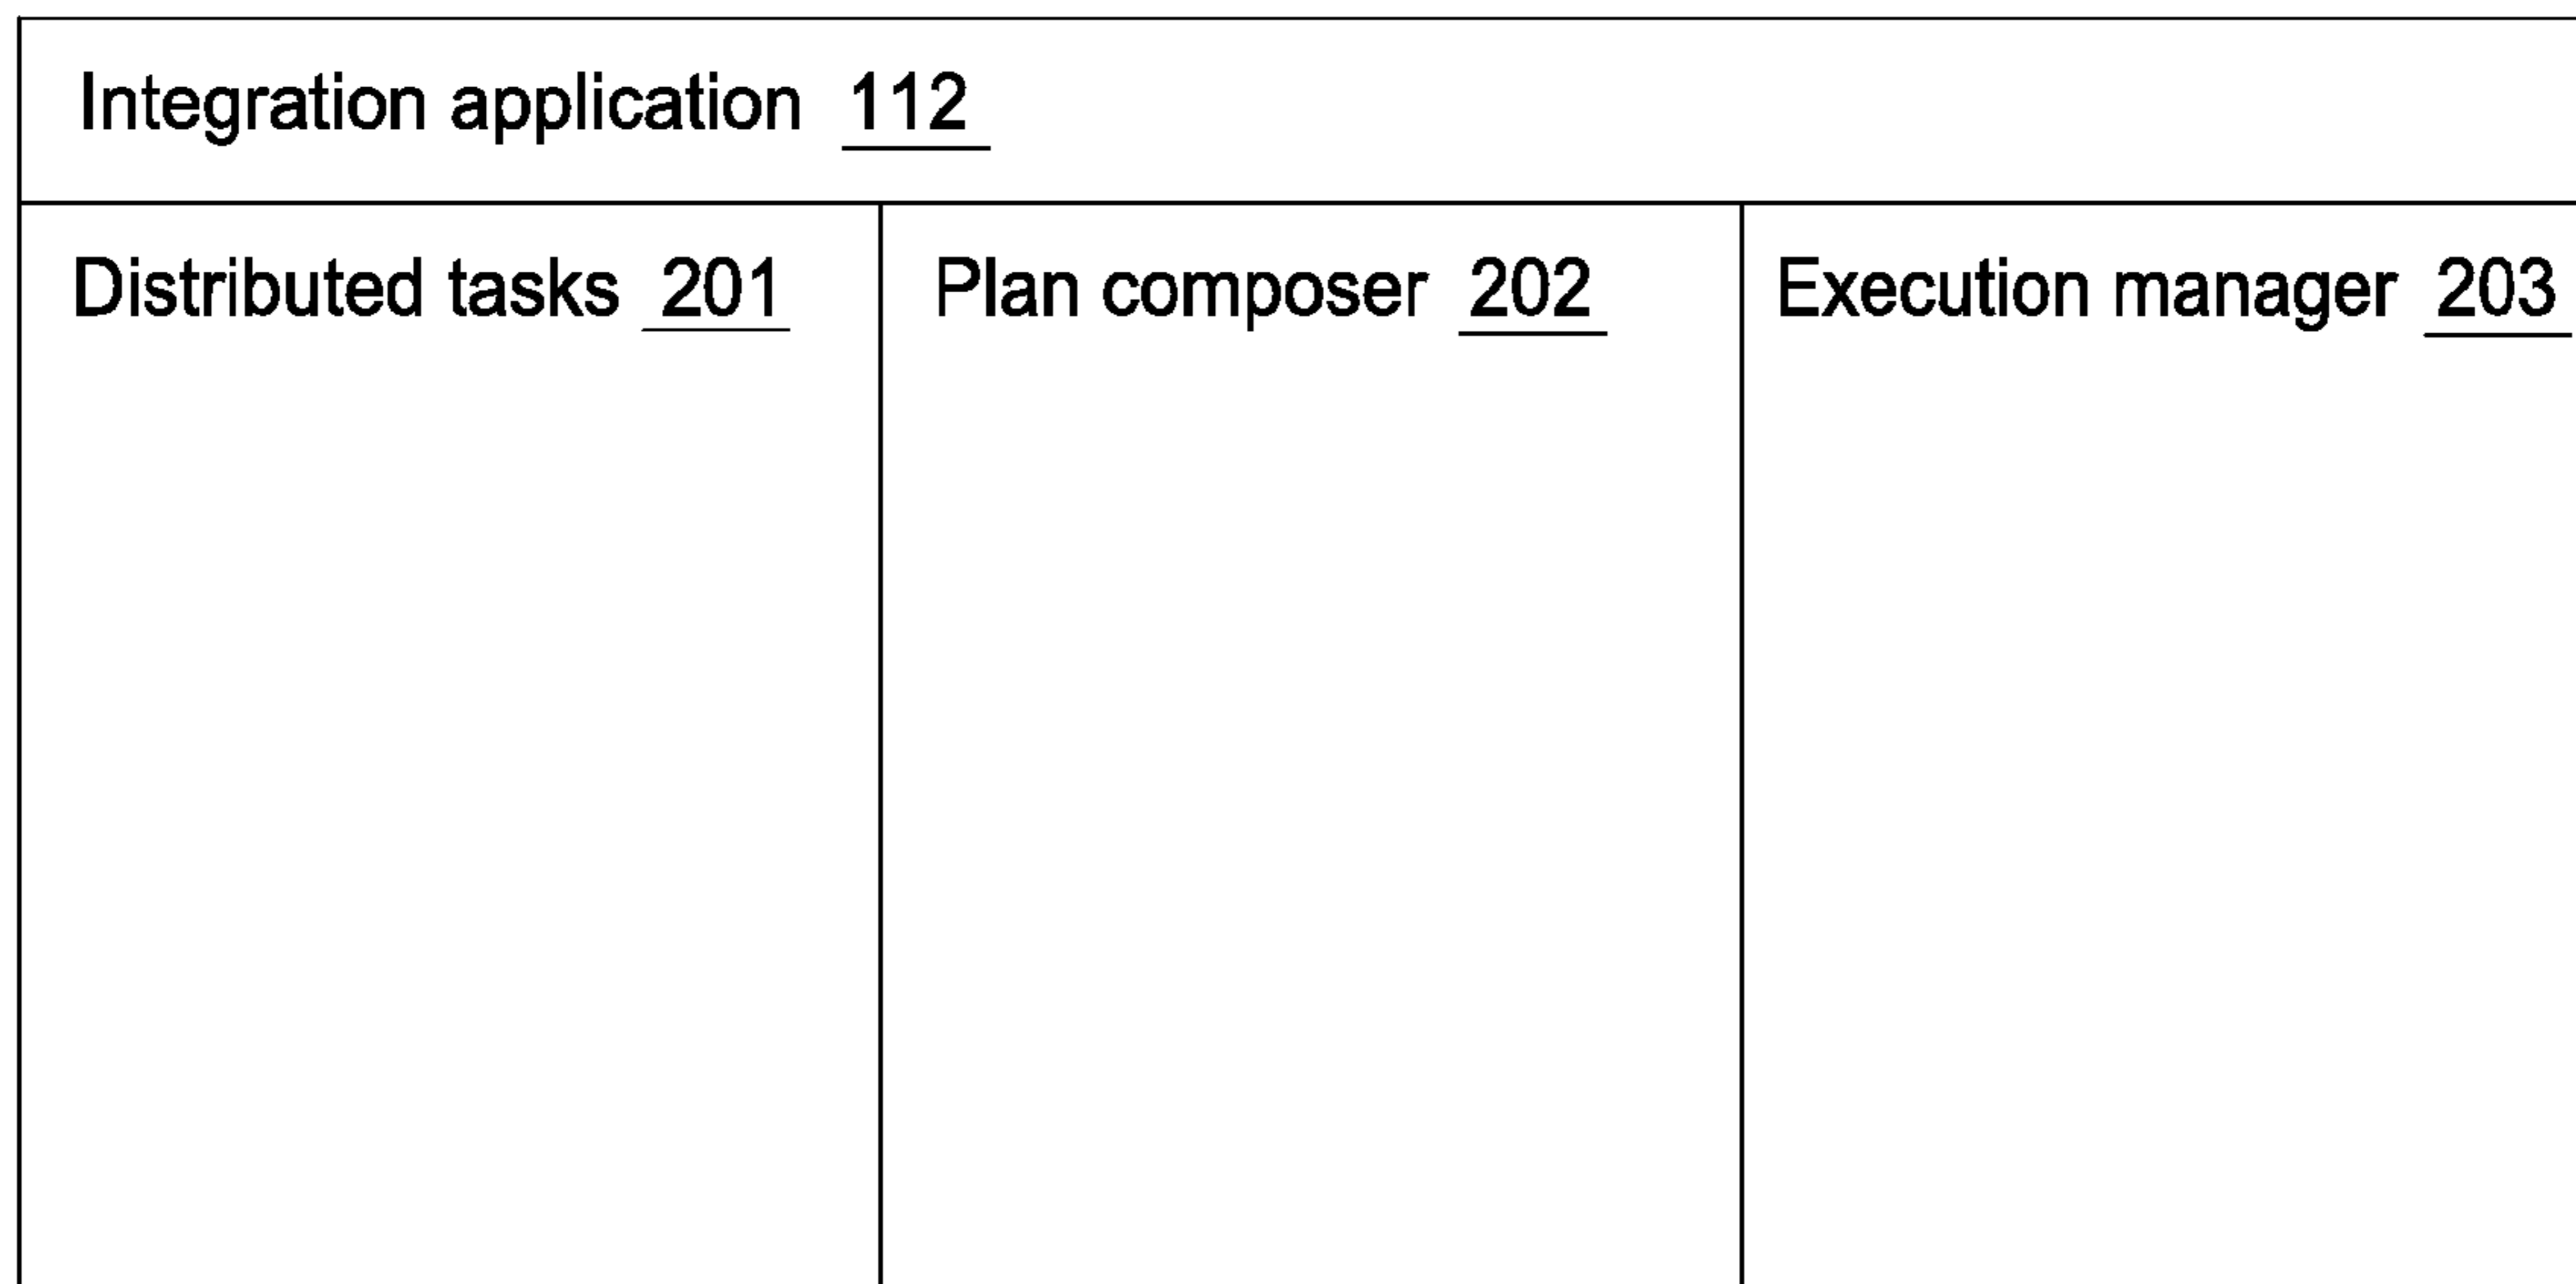 Integration application 112
Distributed tasks 201
Plan composer 202
Execution manager 203